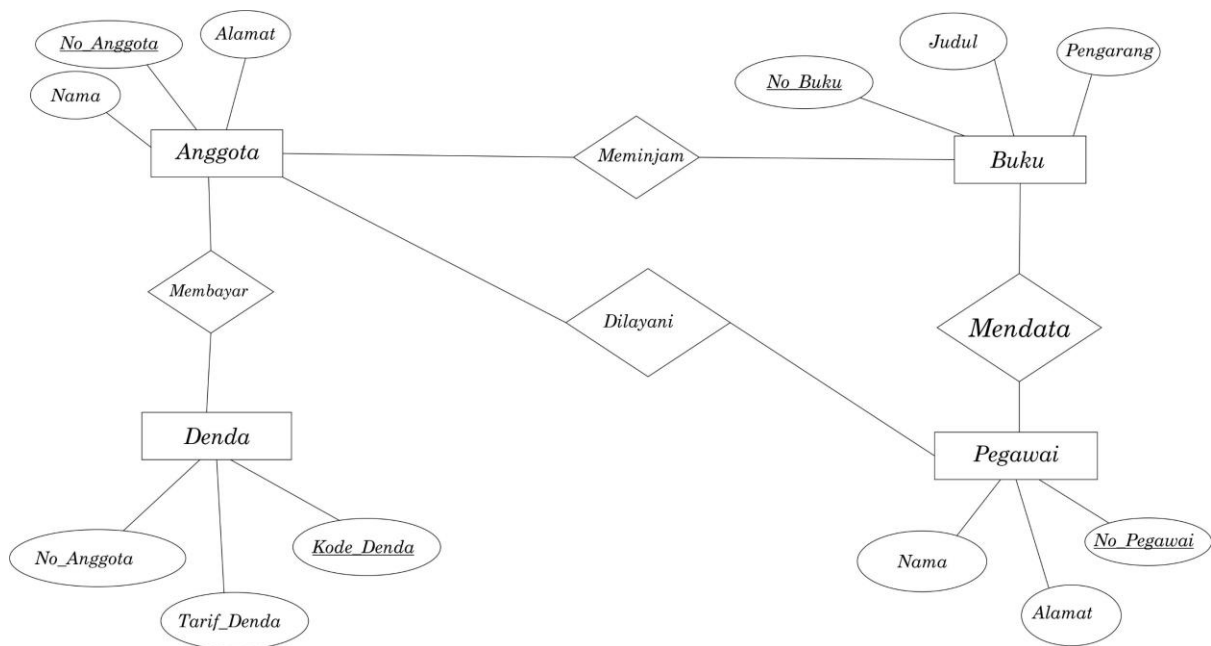 No_Anggota
Alamat
Nama
Anggota
Judul
Pengarang
No_Buku
Buku
Meminjam
Membayar
Dilayani
Mendata
Denda
No_Anggota
Kode_Denda
Tarif_Denda
Pegawai
Nama
No_Pegawai
Alamat